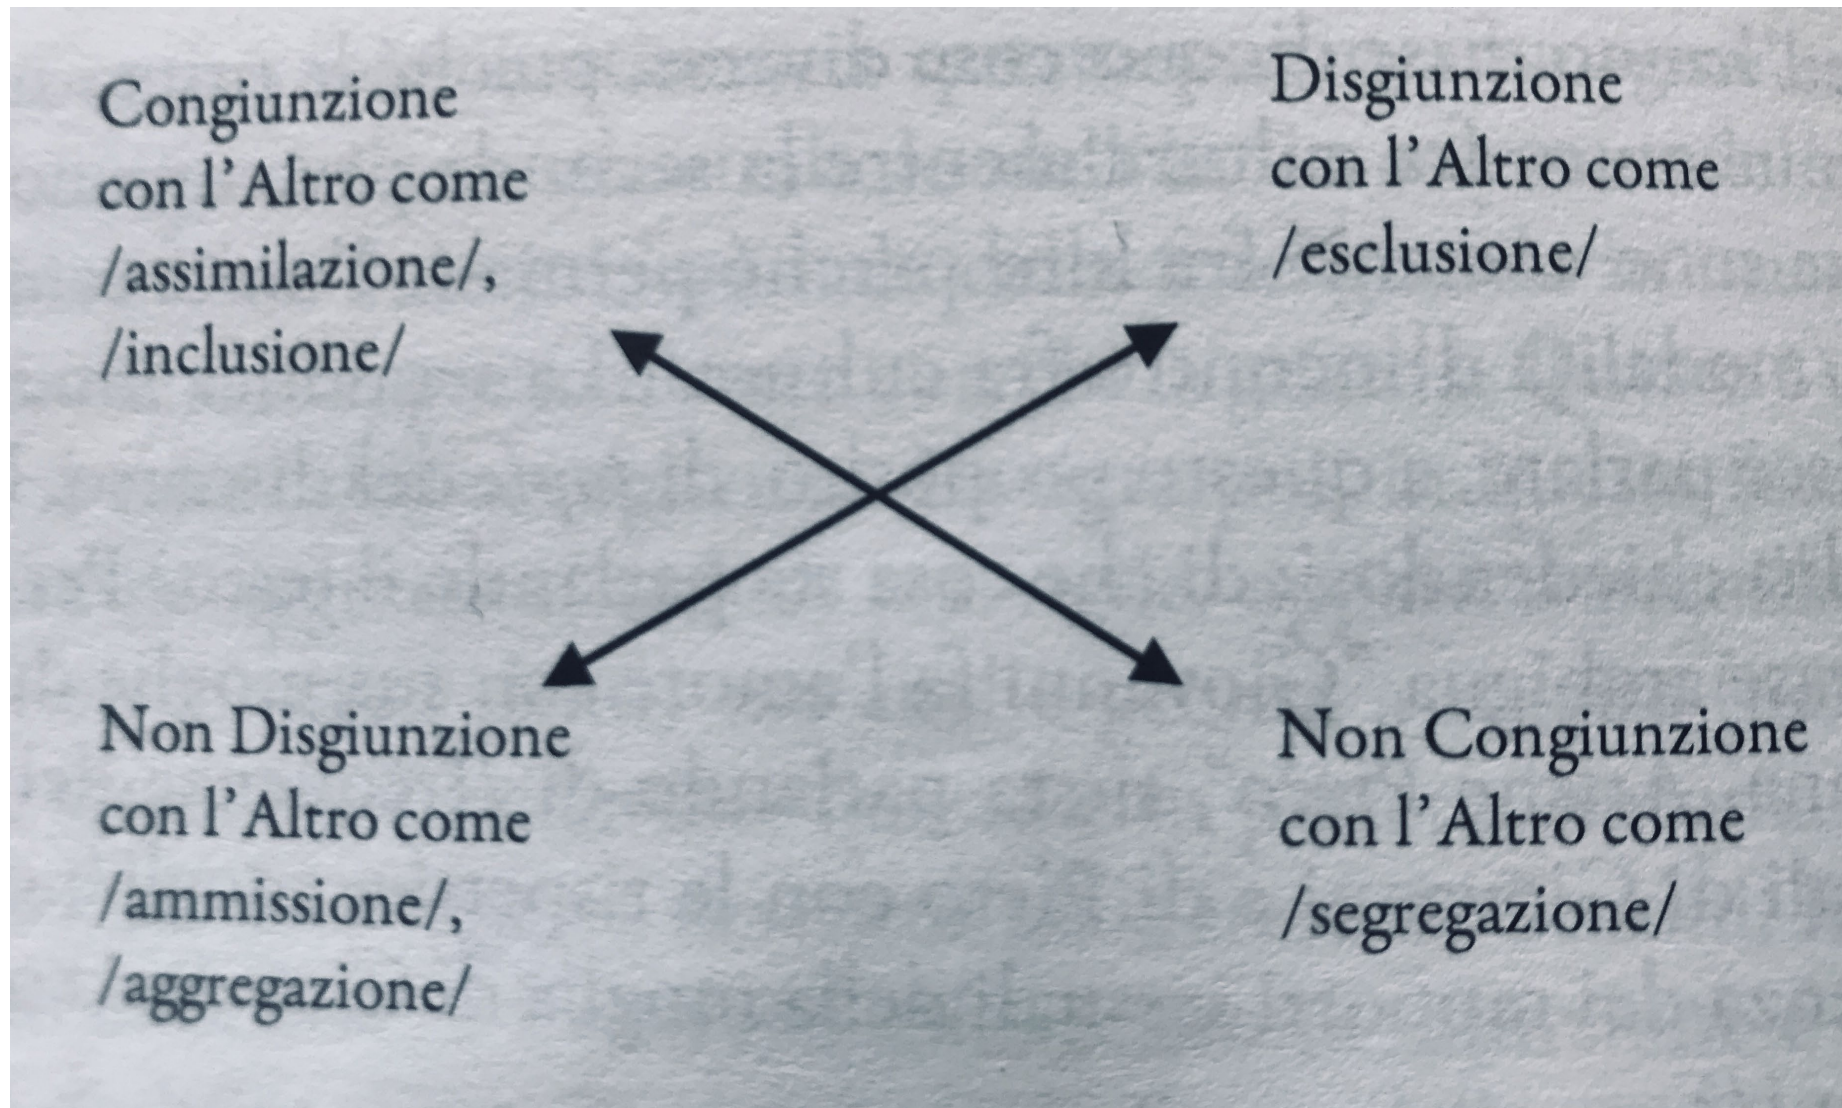 Congiunzione
con l’Altro come
/assimilazione/,
/inclusione/
Disgiunzione
con l’Altro come
/esclusione/
Non Disgiunzione
con l’Altro come
/ammissione/,
/aggregazione/
Non Congiunzione
con l’Altro come
/segregazione/